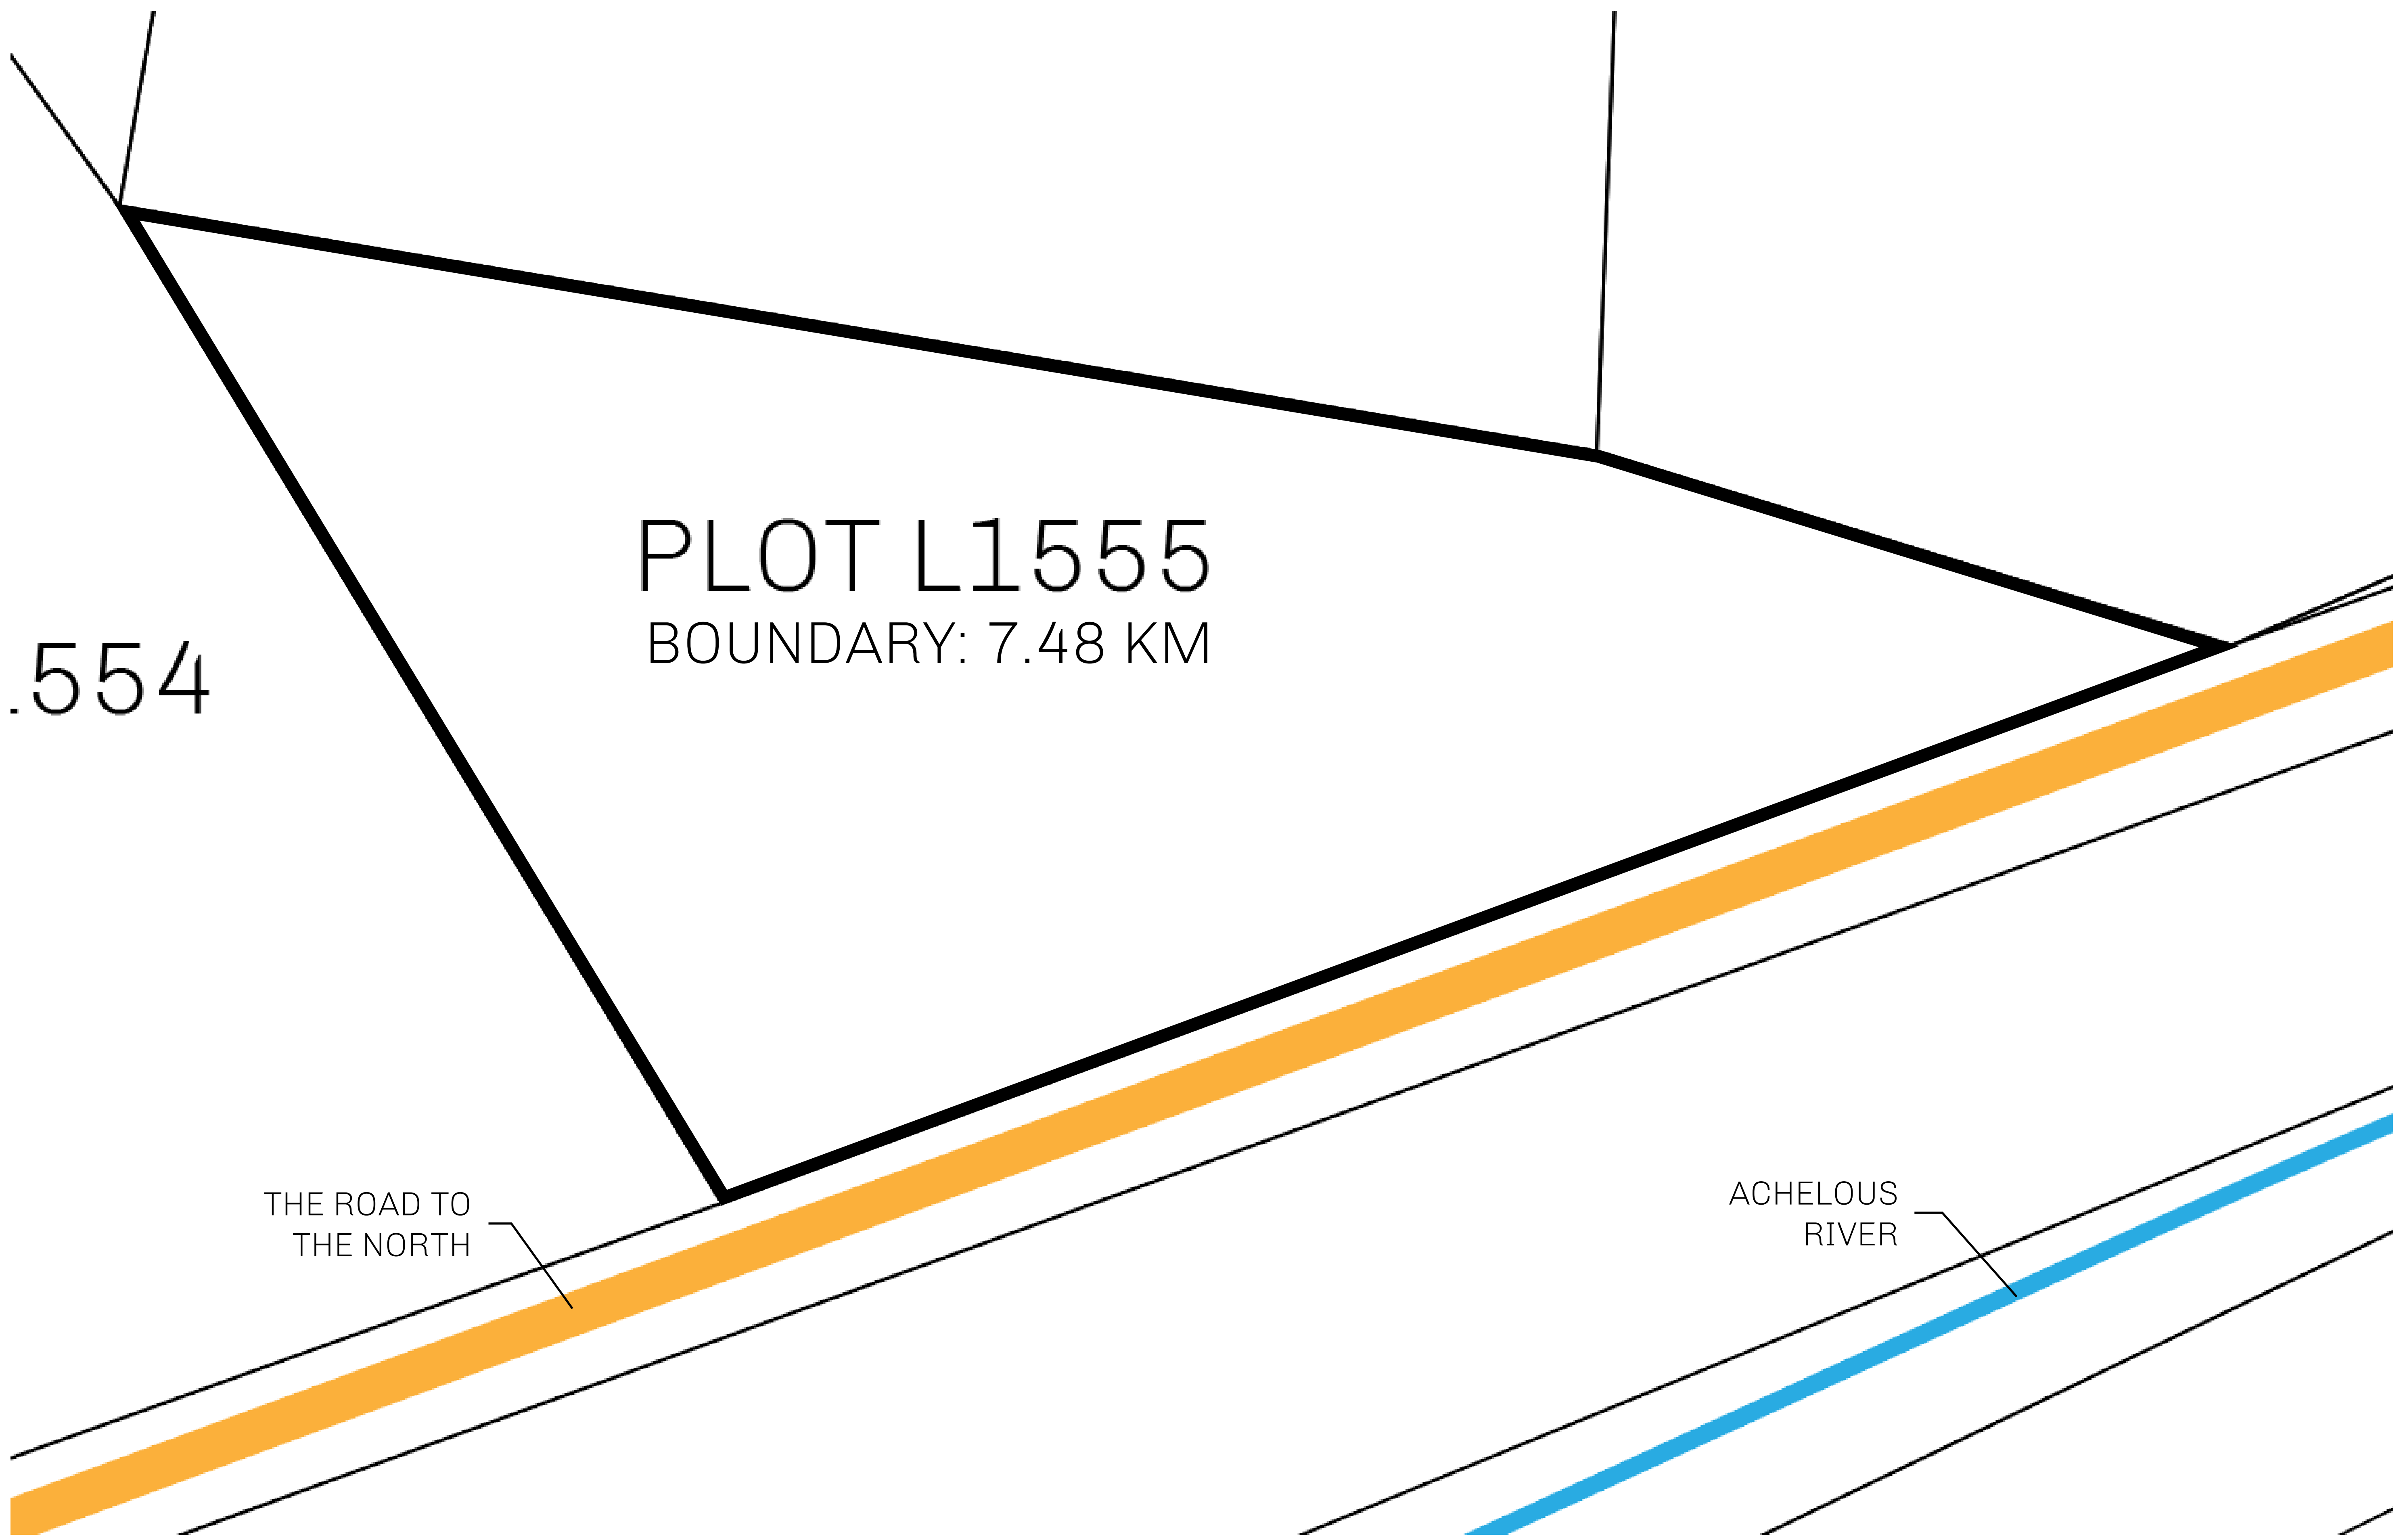 PLOT L1555
BOUNDARY: 7.48 KM
554
THE ROAD TO
THE NORTH
ACHELOUS
RIVER